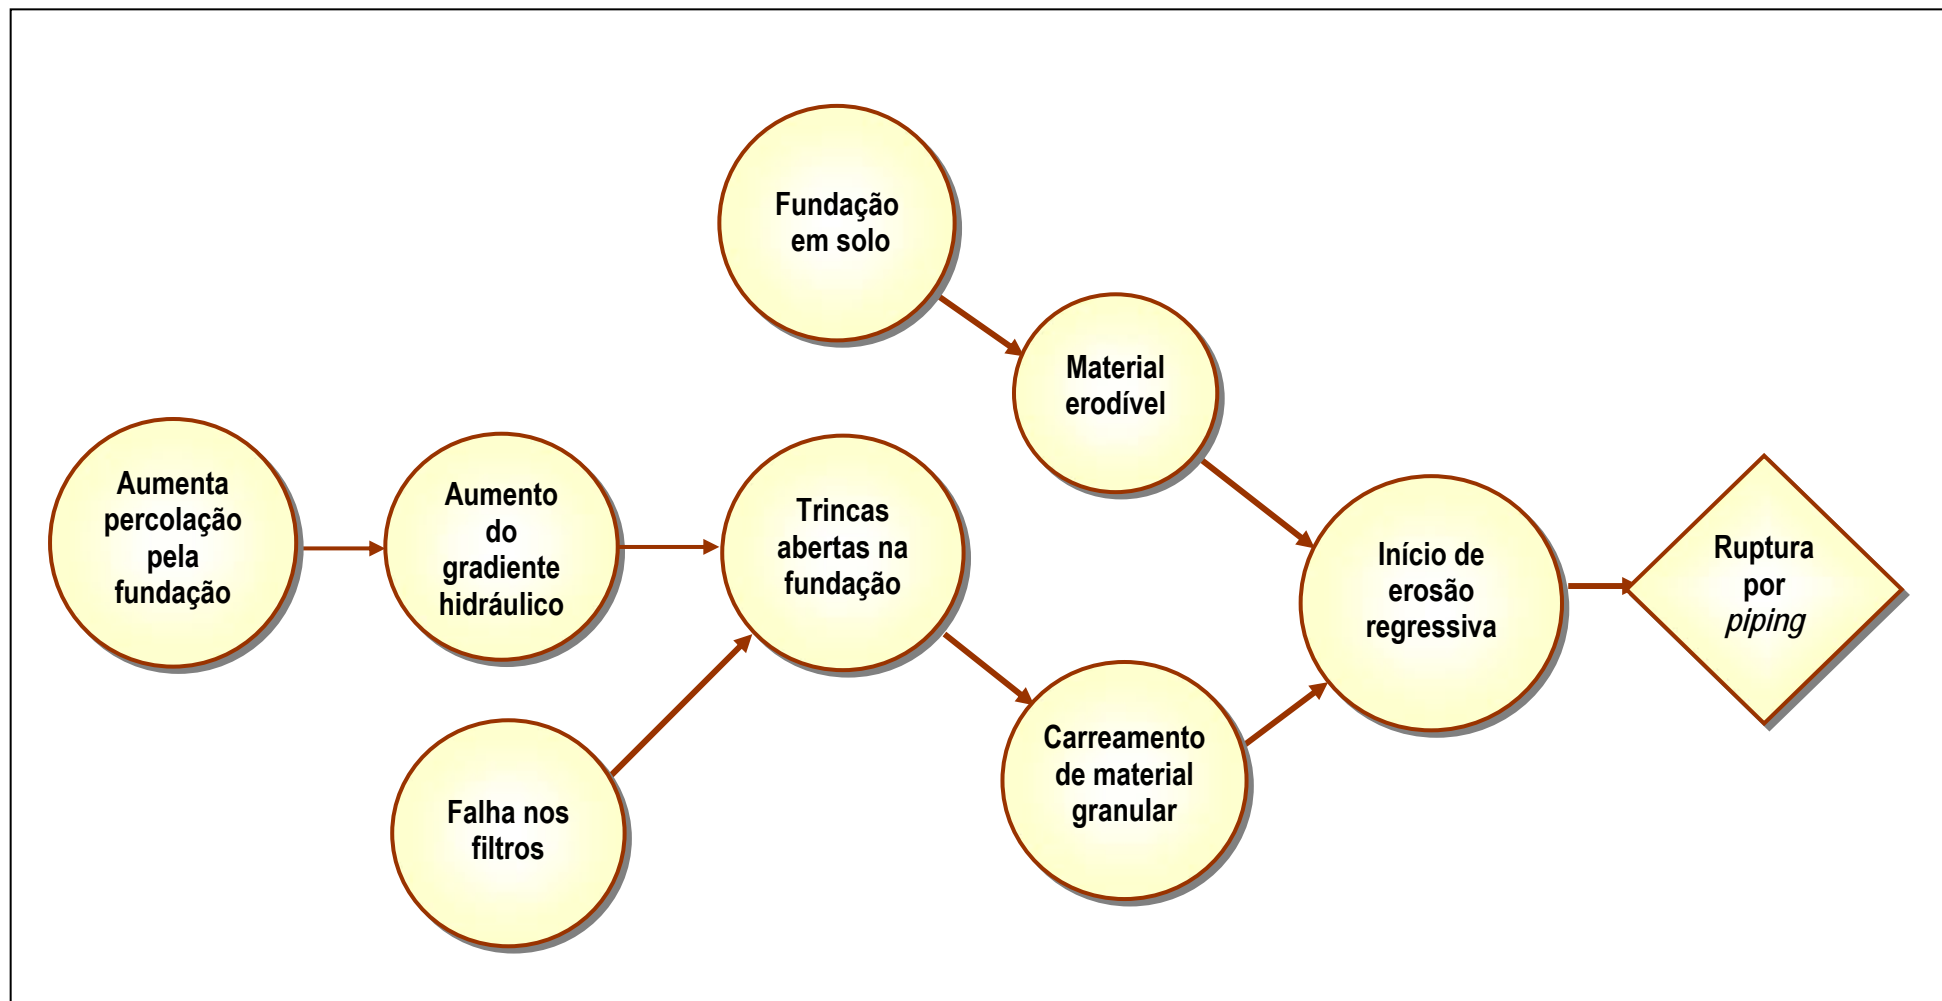 Fundação
em solo
Material
erodível
Aumenta
percolação
pela
fundação
Aumento
do
gradiente
hidráulico
Trincas
abertas na
fundação
Início de
erosão
regressiva
Ruptura
por
piping
Falha nos
filtros
Carreamento
de material
granular